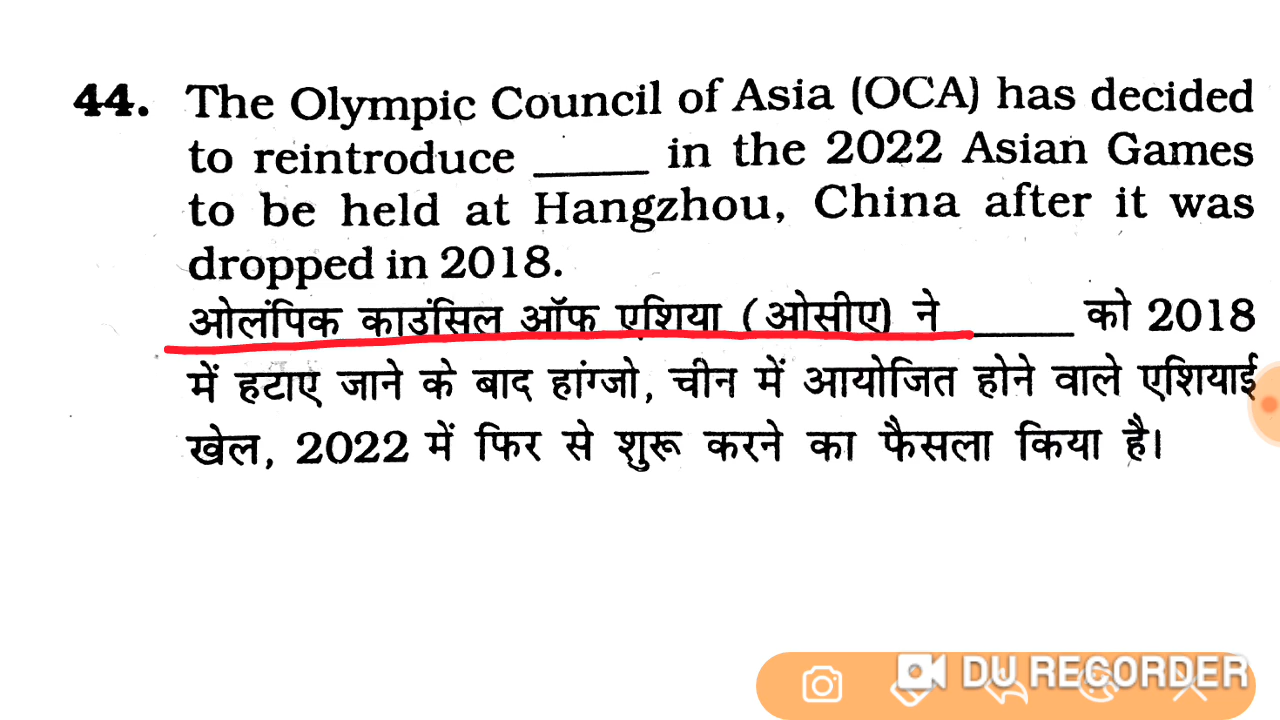 44. The Olympic Council of Asia (OCA) has decided
to reintroduce ______ in the 2022 Asian Games
to be held at Hangzhou, China after it was
dropped in 2018.
ओलंपिक काउंसिल ऑफ एशिया (ओसीए) ने ______ को 2018
में हटाए जाने के बाद हांग्जो, चीन में आयोजित होने वाले एशियाई
खेल, 2022 में फिर से शुरू करने का फैसला किया है।
DU RECORDER